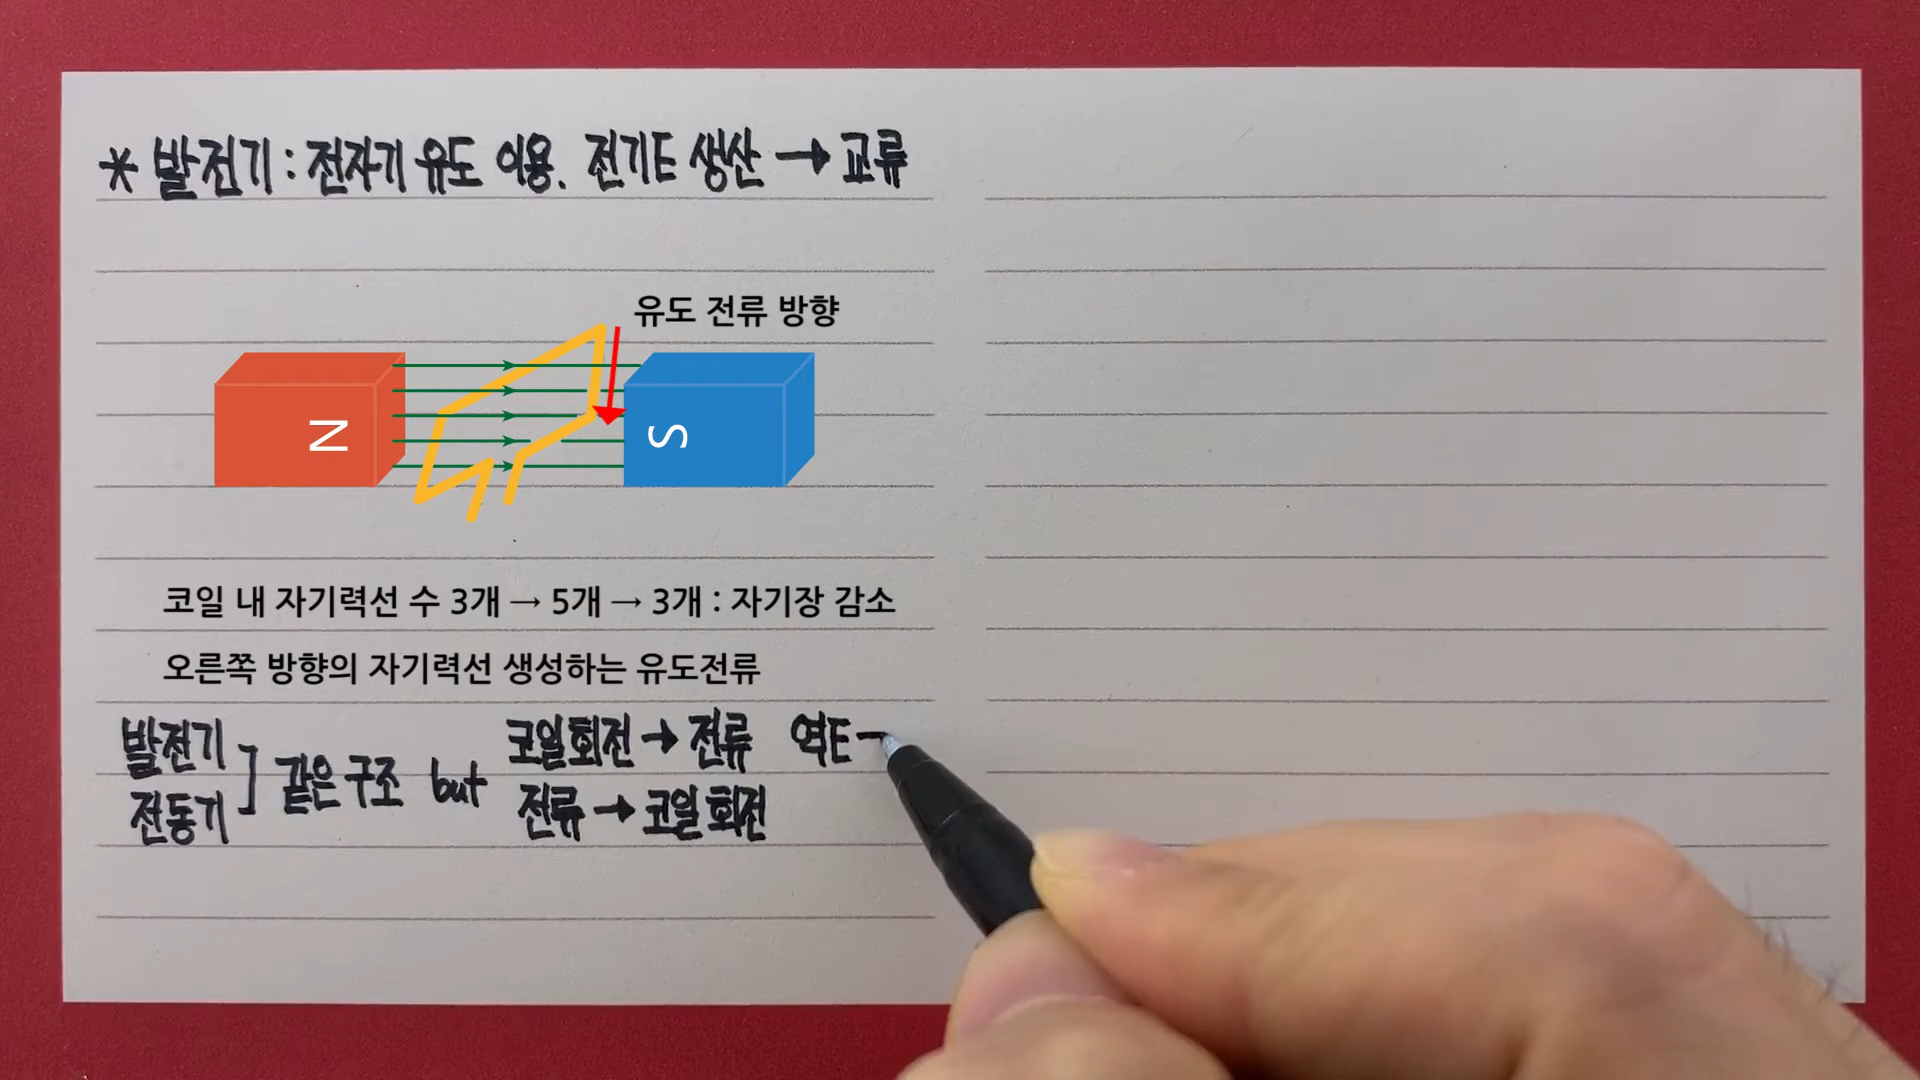 * 발전기 : 전자기 유도 이용. 전기E 생산 → 교류
유도 전류 방향
N
S
코일 내 자기력선 수 3개 → 5개 → 3개 : 자기장 감소
오른쪽 방향의 자기력선 생성하는 유도전류
발전기 ] 같은 구조 but 코일 회전 → 전류 역E -
전동기 전류 → 코일 회전